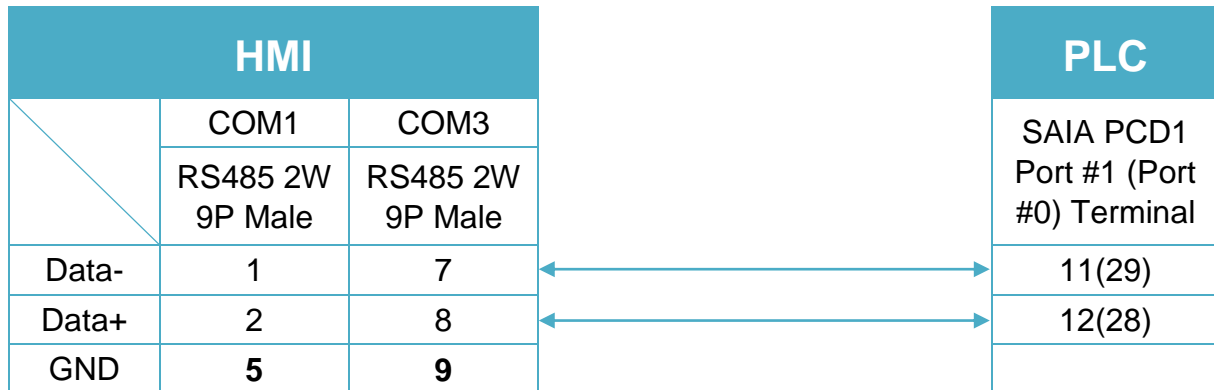 HMI PLC
COM1 COM3
RS485 2W
9P Male
RS485 2W
9P Male
SAIA PCD1
Port #1 (Port
#0) Terminal
Data- 1 7 11(29)
Data+ 2 8 12(28)
GND 5 9